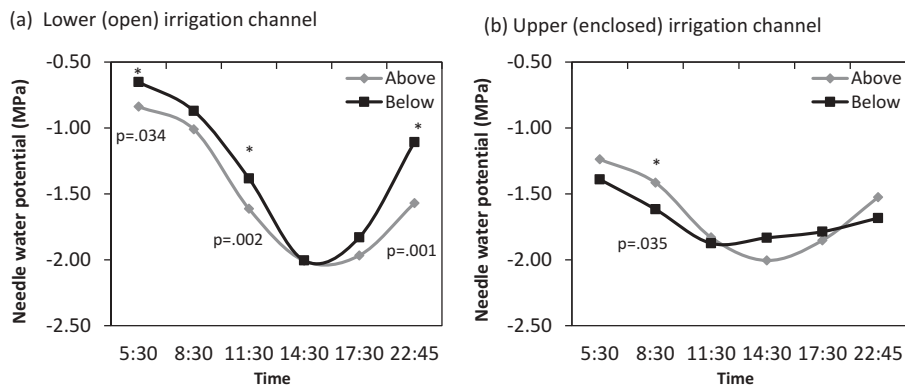 (a) Lower (open) irrigation channel
Needle water potential (MPa)
-0.50
-1.00
-1.50
-2.00
-2.50
Above
Below
*
p=.034
*
p=.002
*
p=.001
5:30 8:30 11:30 14:30 17:30 22:45
Time
(b) Upper (enclosed) irrigation channel
Needle water potential (MPa)
-0.50
-1.00
-1.50
-2.00
-2.50
Above
Below
*
p=.035
5:30 8:30 11:30 14:30 17:30 22:45
Time